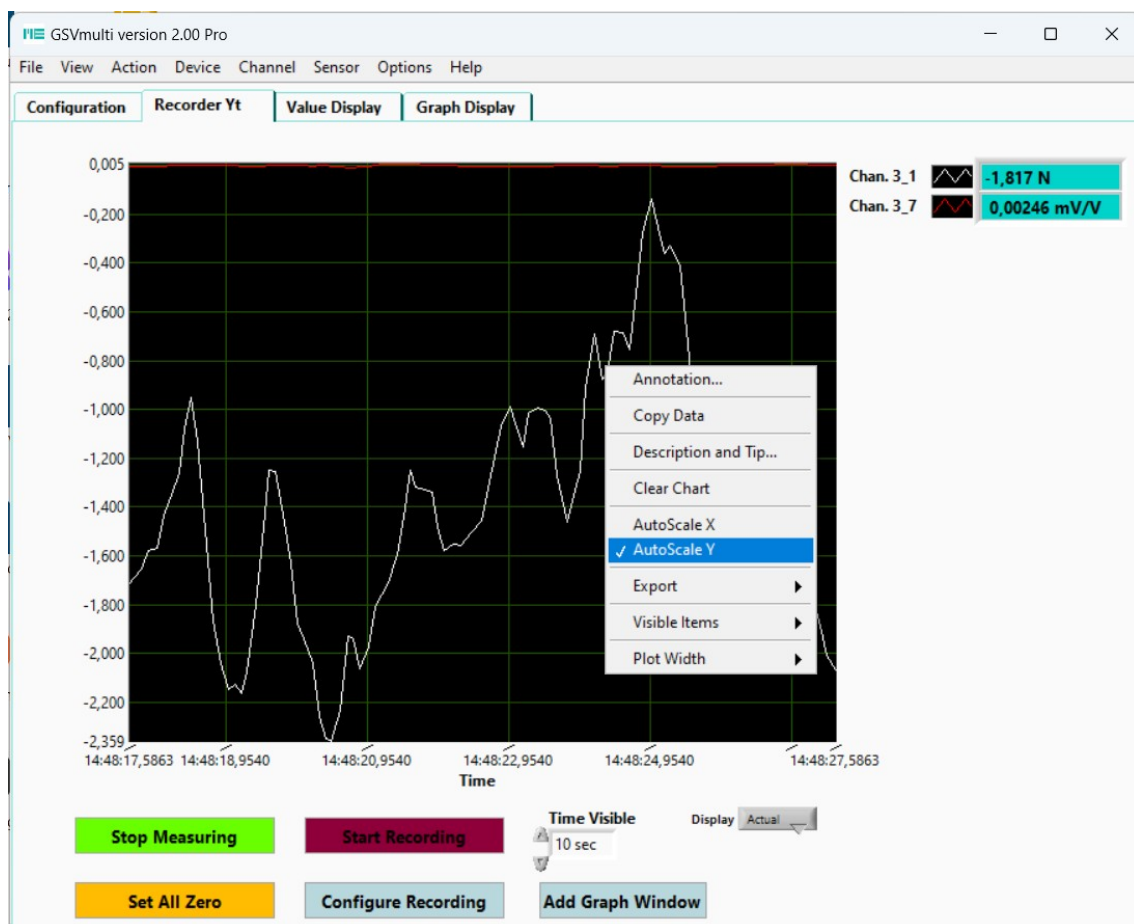 ME GSVmulti version 2.00 Pro
File View Action Device Channel Sensor Options Help
Configuration Recorder Yt Value Display Graph Display
0,005
-0,200
-0,400
-0,600
-0,800
-1,000
-1,200
-1,400
-1,600
-1,800
-2,000
-2,200
-2,359
14:48:17,5863 14:48:18,9540 14:48:20,9540 14:48:22,9540 14:48:24,9540 14:48:27,5863
Time
Chan. 3_1 -1,817 N
Chan. 3_7 0,00246 mV/V
Annotation...
Copy Data
Description and Tip...
Clear Chart
AutoScale X
✓ AutoScale Y
Export
Visible Items
Plot Width
Stop Measuring Start Recording
Time Visible
10 sec
Display Actual
Set All Zero Configure Recording Add Graph Window